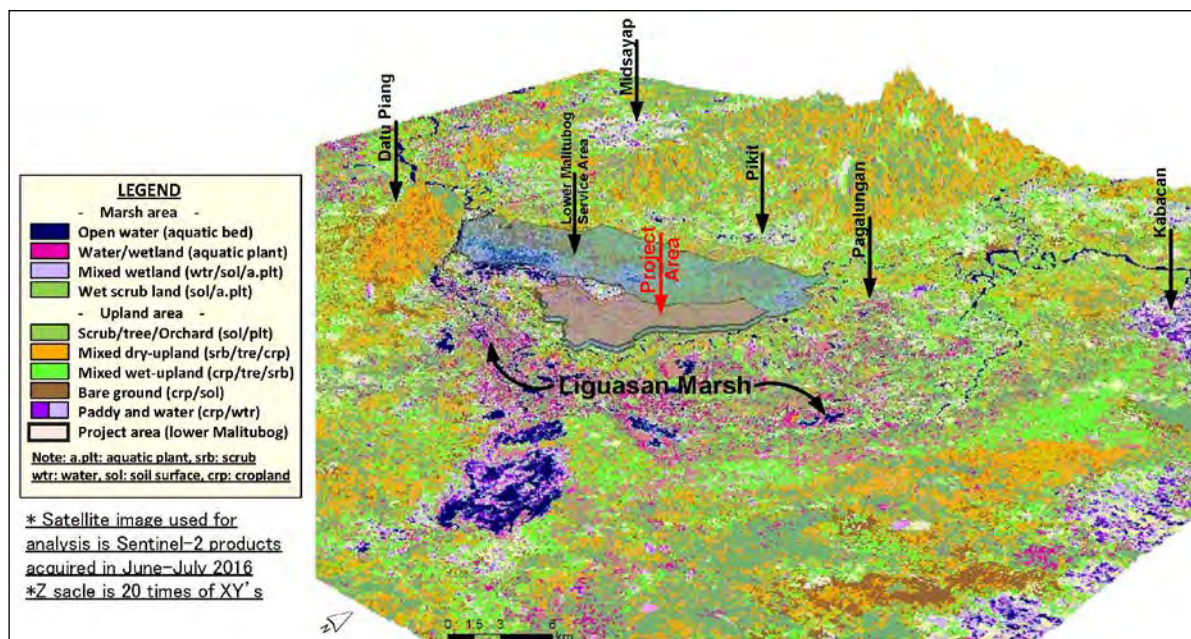 Midsayap
Datu Piang
Lower Malitubog
Service Area
Pikit
Project
Area
Pagalungan
Kabacan
Liguasan Marsh
LEGEND
- Marsh area -
Open water (aquatic bed)
Water/wetland (aquatic plant)
Mixed wetland (wtr/sol/a.plt)
Wet scrub land (sol/a.plt)
- Upland area -
Scrub/tree/Orchard (sol/plt)
Mixed dry-upland (srb/tre/crp)
Mixed wet-upland (crp/tre/srb)
Bare ground (crp/sol)
Paddy and water (crp/wtr)
Project area (lower Malitubog)
Note: a.plt: aquatic plant, srb: scrub
wtr: water, sol: soil surface, crp: cropland
* Satellite image used for
analysis is Sentinel-2 products
acquired in June-July 2016
*Z sacle is 20 times of XY's
N
0 1.5 3 6
km